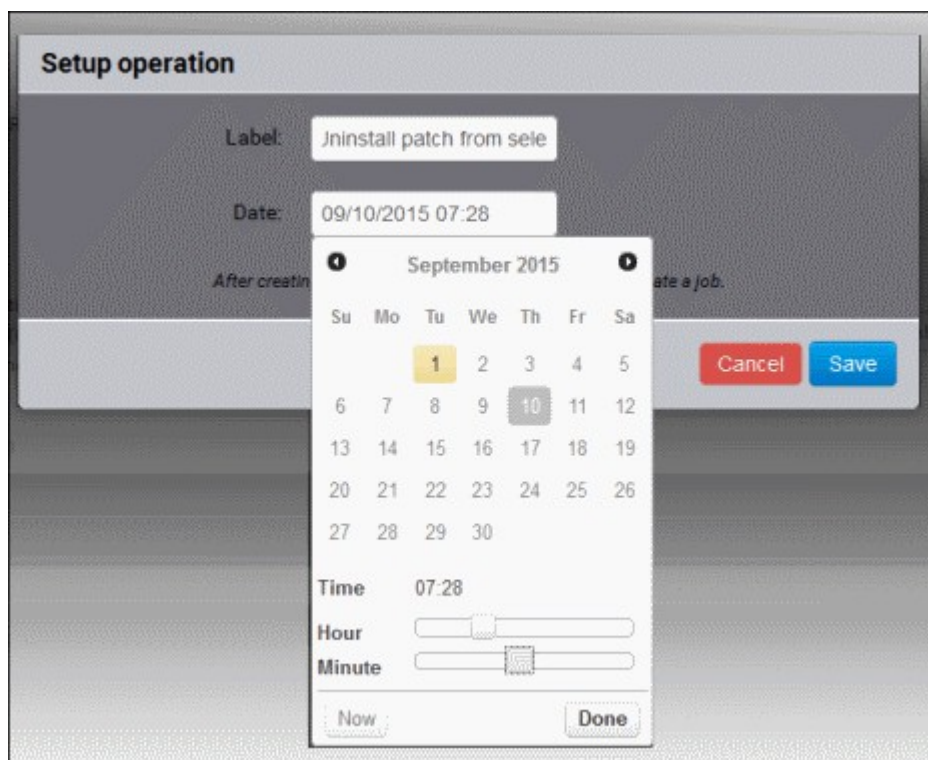 Setup operation
Label: Uninstall patch from sele
Date: 09/10/2015 07:28
After creatin ate a job.
September 2015
Su Mo Tu We Th Fr Sa
1 2 3 4 5
6 7 8 9 10 11 12
13 14 15 16 17 18 19
20 21 22 23 24 25 26
27 28 29 30
Cancel Save
Time 07:28
Hour
Minute
Now Done